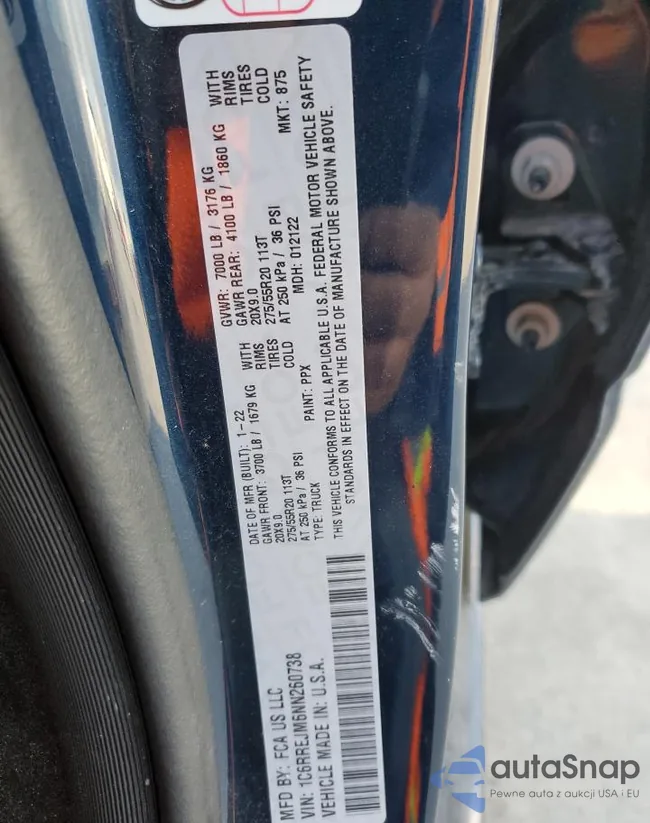 MFD BY: FCA US LLC
DATE OF MFR (BUILT): 1-22
GVWR: 7000 LB / 3176 KG
GAWR FRONT: 3700 LB / 1679 KG WITH
20X9.0 RIMS
275/55R20 113T TIRES
AT 250 kPa / 36 PSI COLD
GAWR REAR: 4100 LB / 1860 KG WITH
20X9.0 RIMS
275/55R20 113T TIRES
AT 250 kPa / 36 PSI COLD
VIN: 1C6RREJM6NN260738
TYPE: TRUCK
PAINT: PPX
MDH: 012122
MKT: 875
VEHICLE MADE IN: U.S.A.
THIS VEHICLE CONFORMS TO ALL APPLICABLE U.S.A. FEDERAL MOTOR VEHICLE SAFETY
STANDARDS IN EFFECT ON THE DATE OF MANUFACTURE SHOWN ABOVE.
autaSnap
Pewne auta z aukcji USA i EU